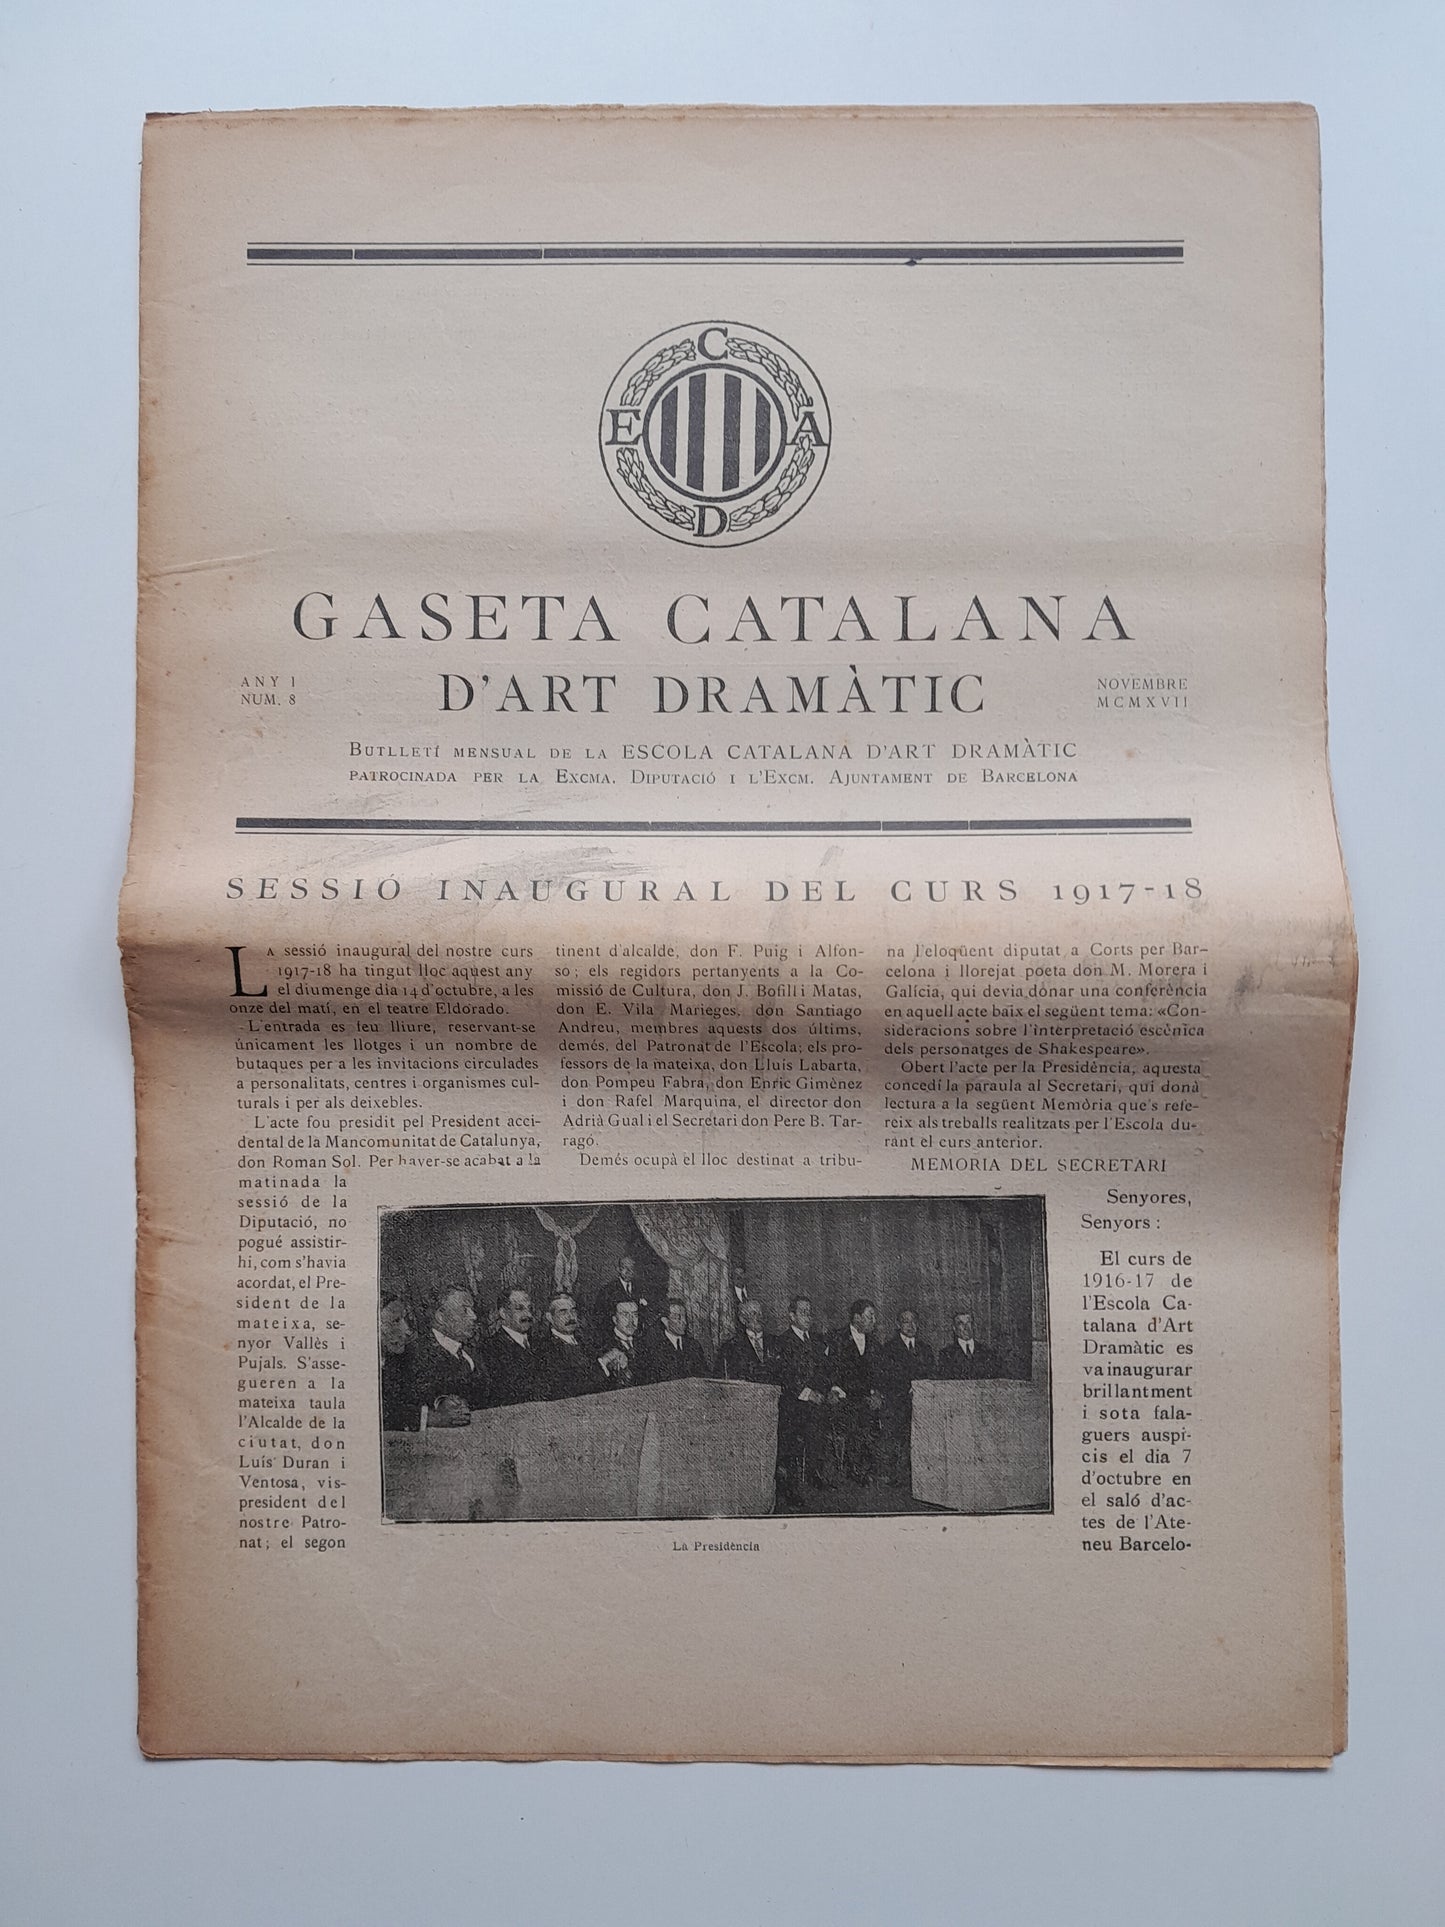 C
E A
D
GASETA CATALANA
ANY I
NUM. 8
D'ART DRAMÀTIC
NOVEMBRE
MCMXVII
BUTLLETÍ MENSUAL DE LA ESCOLA CATALANA D'ART DRAMÀTIC
PATROCINADA PER LA EXCMA. DIPUTACIÓ I L'EXCM. AJUNTAMENT DE BARCELONA
SESSIÓ INAUGURAL DEL CURS 1917-18
LA sessió inaugural del nostre curs
1917-18 ha tingut lloc aquest any
el diumenge dia 14 d'octubre, a les
onze del matí, en el teatre Eldorado.
L'entrada es feu lliure, reservant-se
únicament les llotges i un nombre de
butaques per a les invitacions circulades
a personalitats, centres i organismes cul-
turals i per als deixebles.
L'acte fou presidit pel President acci-
dental de la Mancomunitat de Catalunya,
don Roman Sol. Per haver-se acabat a la
matinada la
sessió de la
Diputació, no
pogué assistir-
hi, com s'havia
acordat, el Pre-
sident de la
mateixa, se-
nyor Vallès i
Pujals. S'asse-
gueren a la
mateixa taula
l'Alcalde de la
ciutat, don
Luís Duran i
Ventosa, vis-
president del
nostre Patro-
nat; el segon
tinent d'alcalde, don F. Puig i Alfon-
so; els regidors pertanyents a la Co-
missió de Cultura, don J. Bofill i Matas,
don E. Vila Marieges, don Santiago
Andreu, membres aquests dos últims,
demés, del Patronat de l'Escola; els pro-
fessors de la mateixa, don Lluís Labarta,
don Pompeu Fabra, don Enric Gimènez
i don Rafel Marquina, el director don
Adrià Gual i el Secretari don Pere B. Tar-
ragó.
Demés ocupà el lloc destinat a tribu-
na l'eloqüent diputat a Corts per Bar-
celona i llorejat poeta don M. Morera i
Galícia, qui devia dònar una conferència
en aquell acte baix el següent tema: «Con-
sideracions sobre l'interpretació escènica
dels personatges de Shakespeare».
Obert l'acte per la Presidència, aquesta
concedí la paraula al Secretari, qui donà
lectura a la següent Memòria que's refe-
reix als treballs realitzats per l'Escola du-
rant el curs anterior.
MEMORIA DEL SECRETARI
Senyores,
Senyors:
El curs de
1916-17 de
l'Escola Ca-
talana d'Art
Dramàtic es
va inaugurar
brillantment
i sota fala-
guers auspi-
cis el dia 7
d'octubre en
el saló d'ac-
tes de l'Ate-
neu Barcelo-
La Presidència